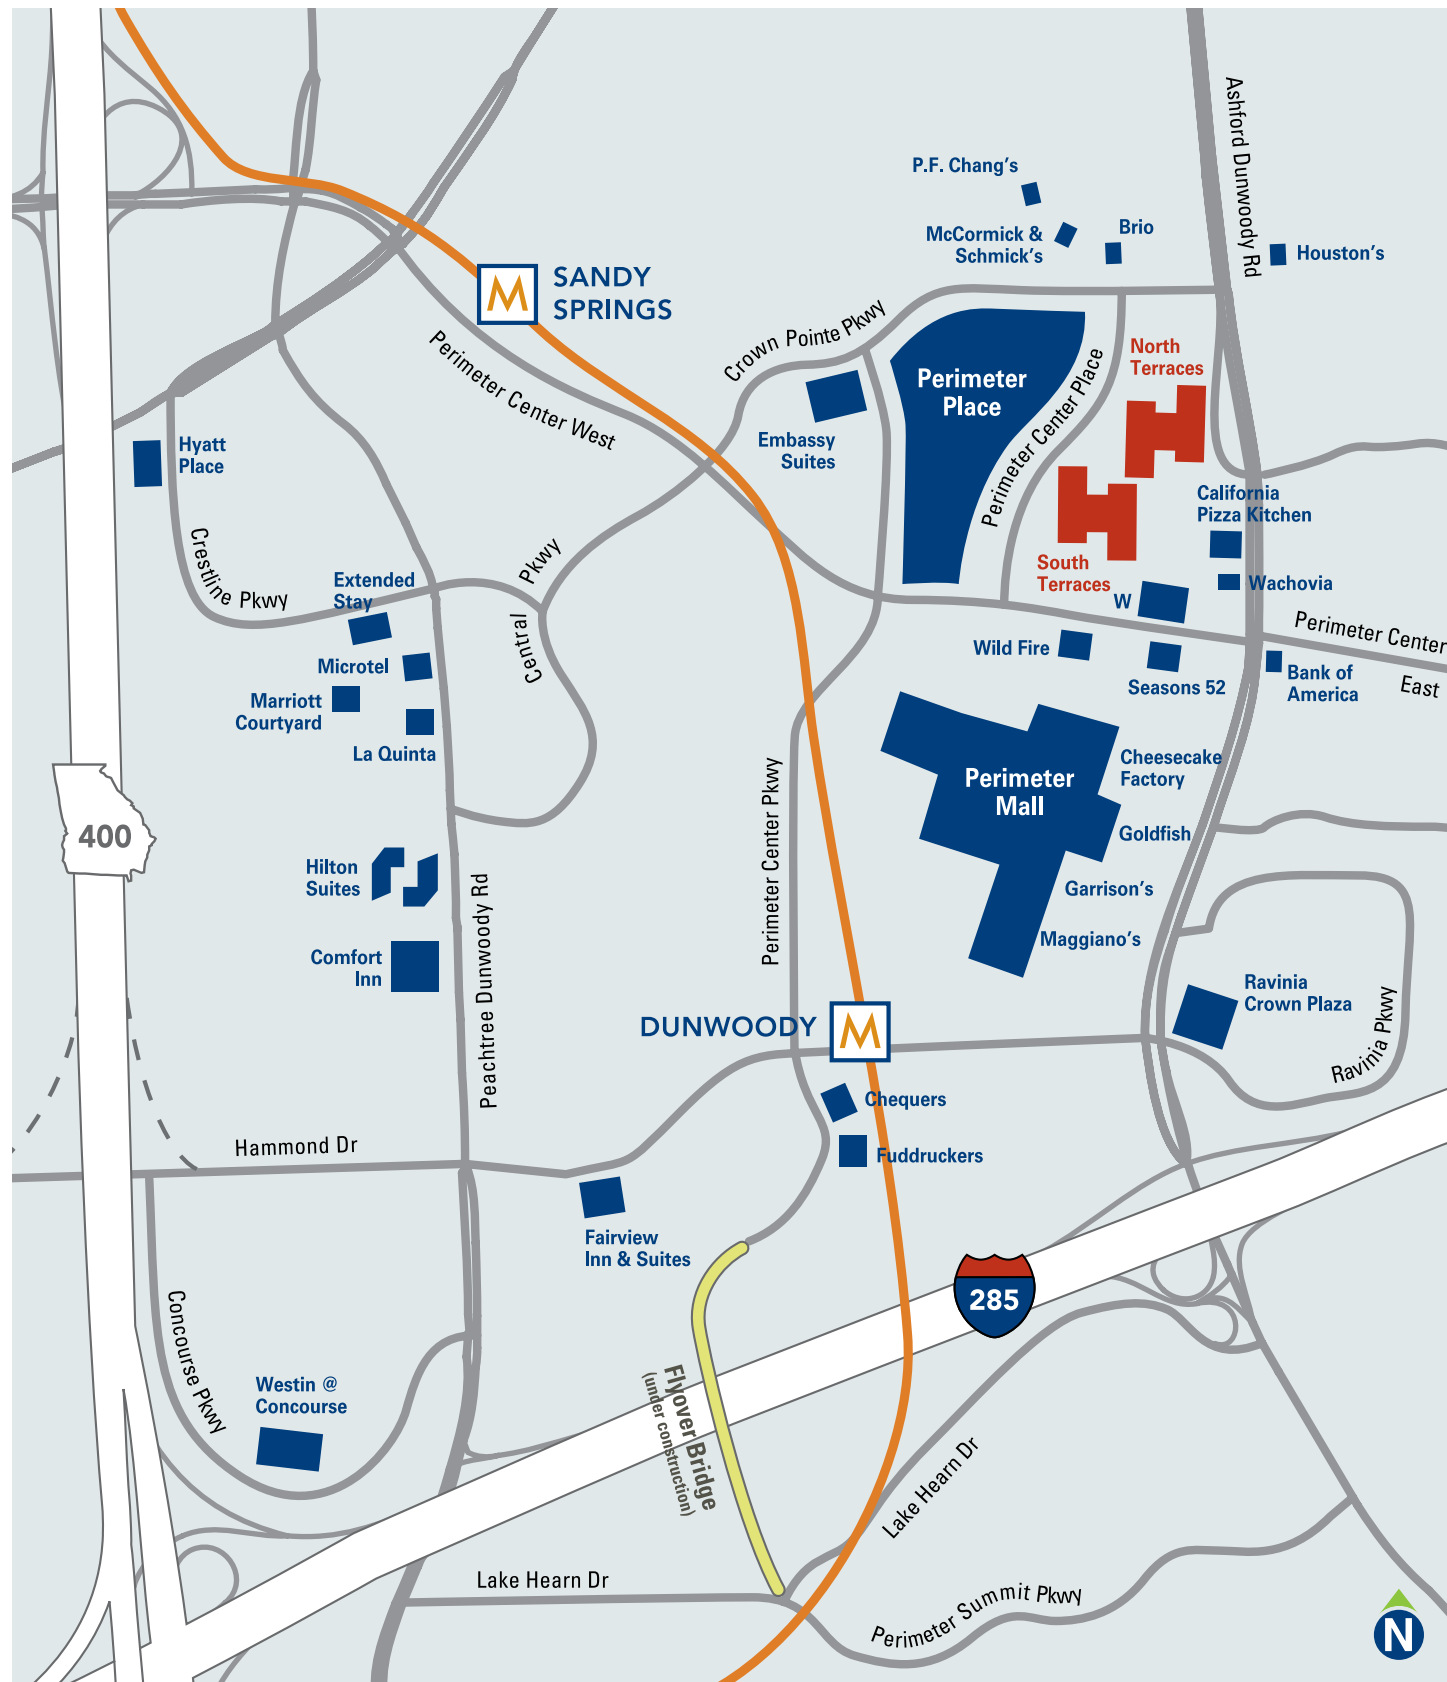 Ashford Dunwoody Rd
P.F. Chang's
McCormick &
Schmick's
Brio
Houston's
M
SANDY
SPRINGS
Perimeter Center West
Crown Pointe Pkwy
Perimeter
Place
Perimeter Center Place
North
Terraces
Embassy
Suites
Hyatt
Place
California
Pizza Kitchen
South
Terraces
W
Wachovia
Crestline Pkwy
Extended
Stay
Central
Pkwy
Perimeter Center
East
Wild Fire
Seasons 52
Bank of
America
Microtel
Marriott
Courtyard
La Quinta
Perimeter
Mall
Cheesecake
Factory
Goldfish
Garrison's
Maggiano's
400
Hilton
Suites
Comfort
Inn
Peachtree Dunwoody Rd
Perimeter Center Pkwy
Ravinia
Crown Plaza
Ravinia Pkwy
DUNWOODY
M
Chequers
Fuddruckers
Hammond Dr
Fairview
Inn & Suites
285
Concourse Pkwy
Westin @
Concourse
Flyover Bridge
(under construction)
Lake Hearn Dr
Lake Hearn Dr
Perimeter Summit Pkwy
N